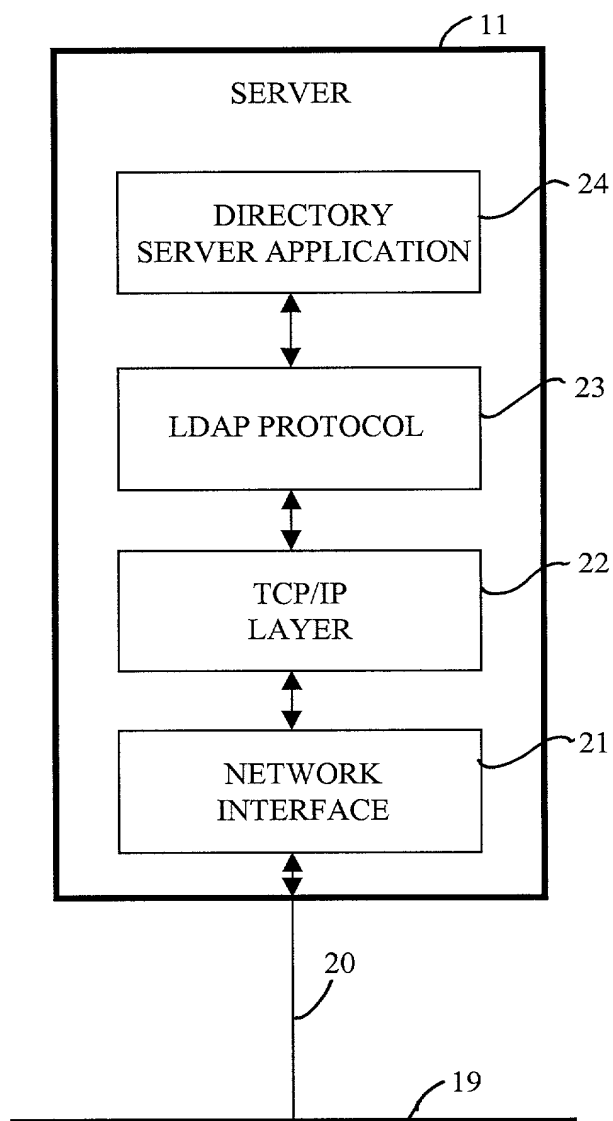 11
SERVER
24
DIRECTORY
SERVER APPLICATION
23
LDAP PROTOCOL
22
TCP/IP
LAYER
21
NETWORK
INTERFACE
20
19